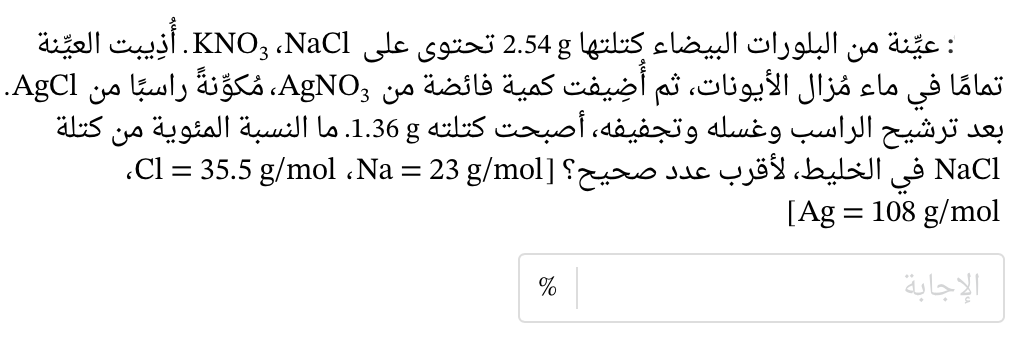 : عيِّنة من البلورات البيضاء كتلتها 2.54 g تحتوى على KNO₃ ،NaCl. أُذِيبت العيِّنة
تمامًا في ماء مُزال الأيونات، ثم أُضِيفت كمية فائضة من AgNO₃، مُكوِّنةً راسبًا من AgCl.
بعد ترشيح الراسب وغسله وتجفيفه، أصبحت كتلته 1.36 g. ما النسبة المئوية من كتلة
NaCl في الخليط، لأقرب عدد صحيح؟ [Cl = 35.5 g/mol ،Na = 23 g/mol،
Ag = 108 g/mol]
الإجابة %